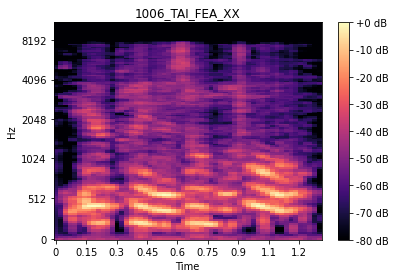 1006_TAI_FEA_XX
+0 dB
8192
-10 dB
4096
-20 dB
-30 dB
2048
Hz
-40 dB
1024
-50 dB
512
-60 dB
-70 dB
0
-80 dB
0 0.15 0.3 0.45 0.6 0.75 0.9 1.1 1.2
Time